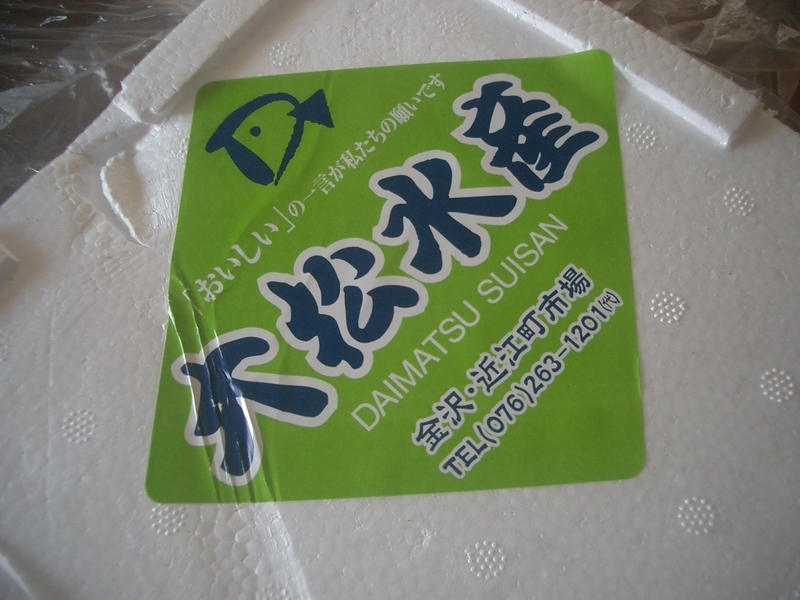 「おいしい」の一言が私たちの願いです
大松水産
DAIMATSU SUISAN
金沢・近江町市場
TEL(076)263-1201㈹